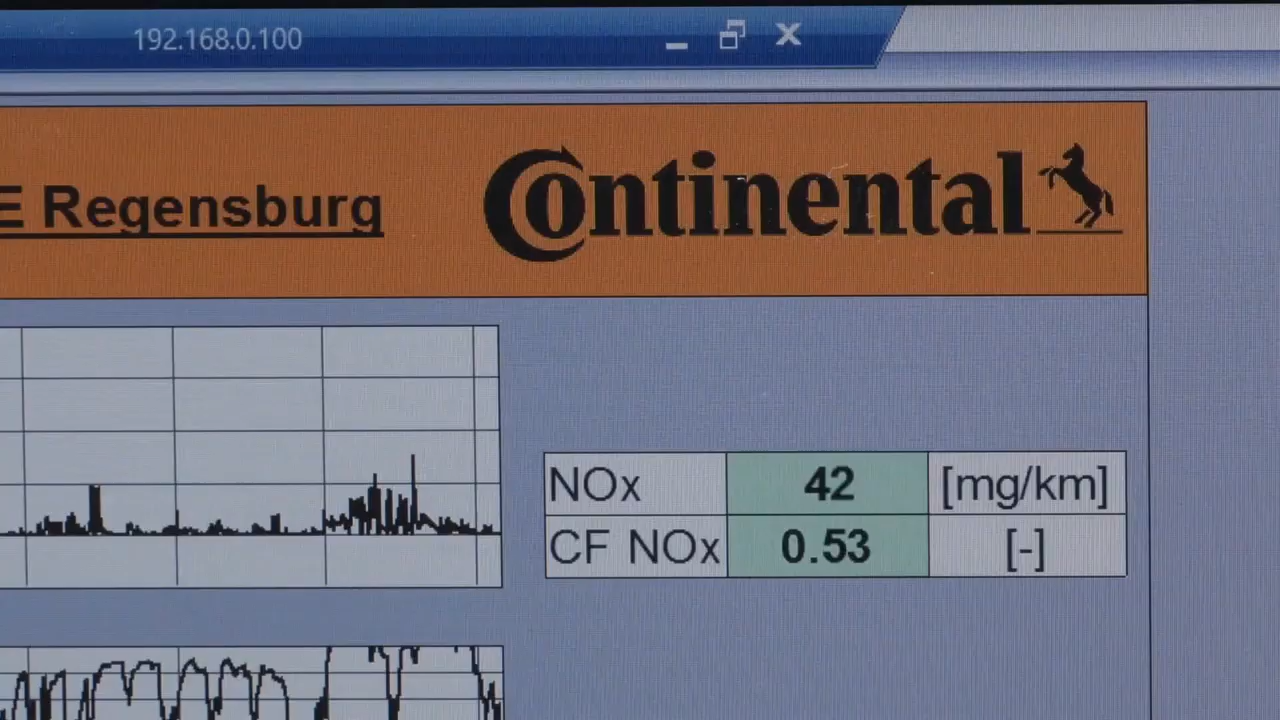 192.168.0.100
E Regensburg
Continental
NOx 42 [mg/km]
CF NOx 0.53 [-]